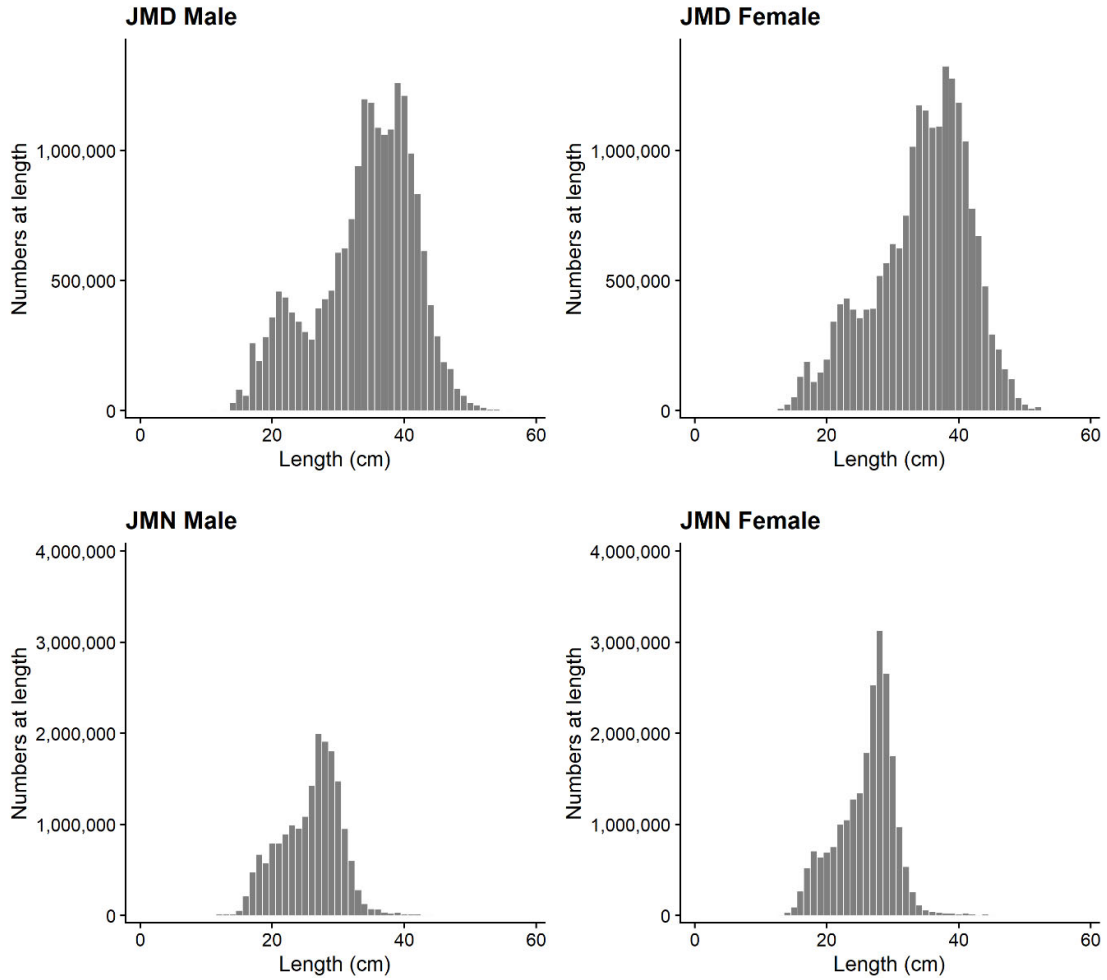 JMD Male
Numbers at length
1,000,000
500,000
0
0 20 40 60
Length (cm)
JMD Female
Numbers at length
1,000,000
500,000
0
0 20 40 60
Length (cm)
JMN Male
Numbers at length
4,000,000
3,000,000
2,000,000
1,000,000
0
0 20 40 60
Length (cm)
JMN Female
Numbers at length
4,000,000
3,000,000
2,000,000
1,000,000
0
0 20 40 60
Length (cm)